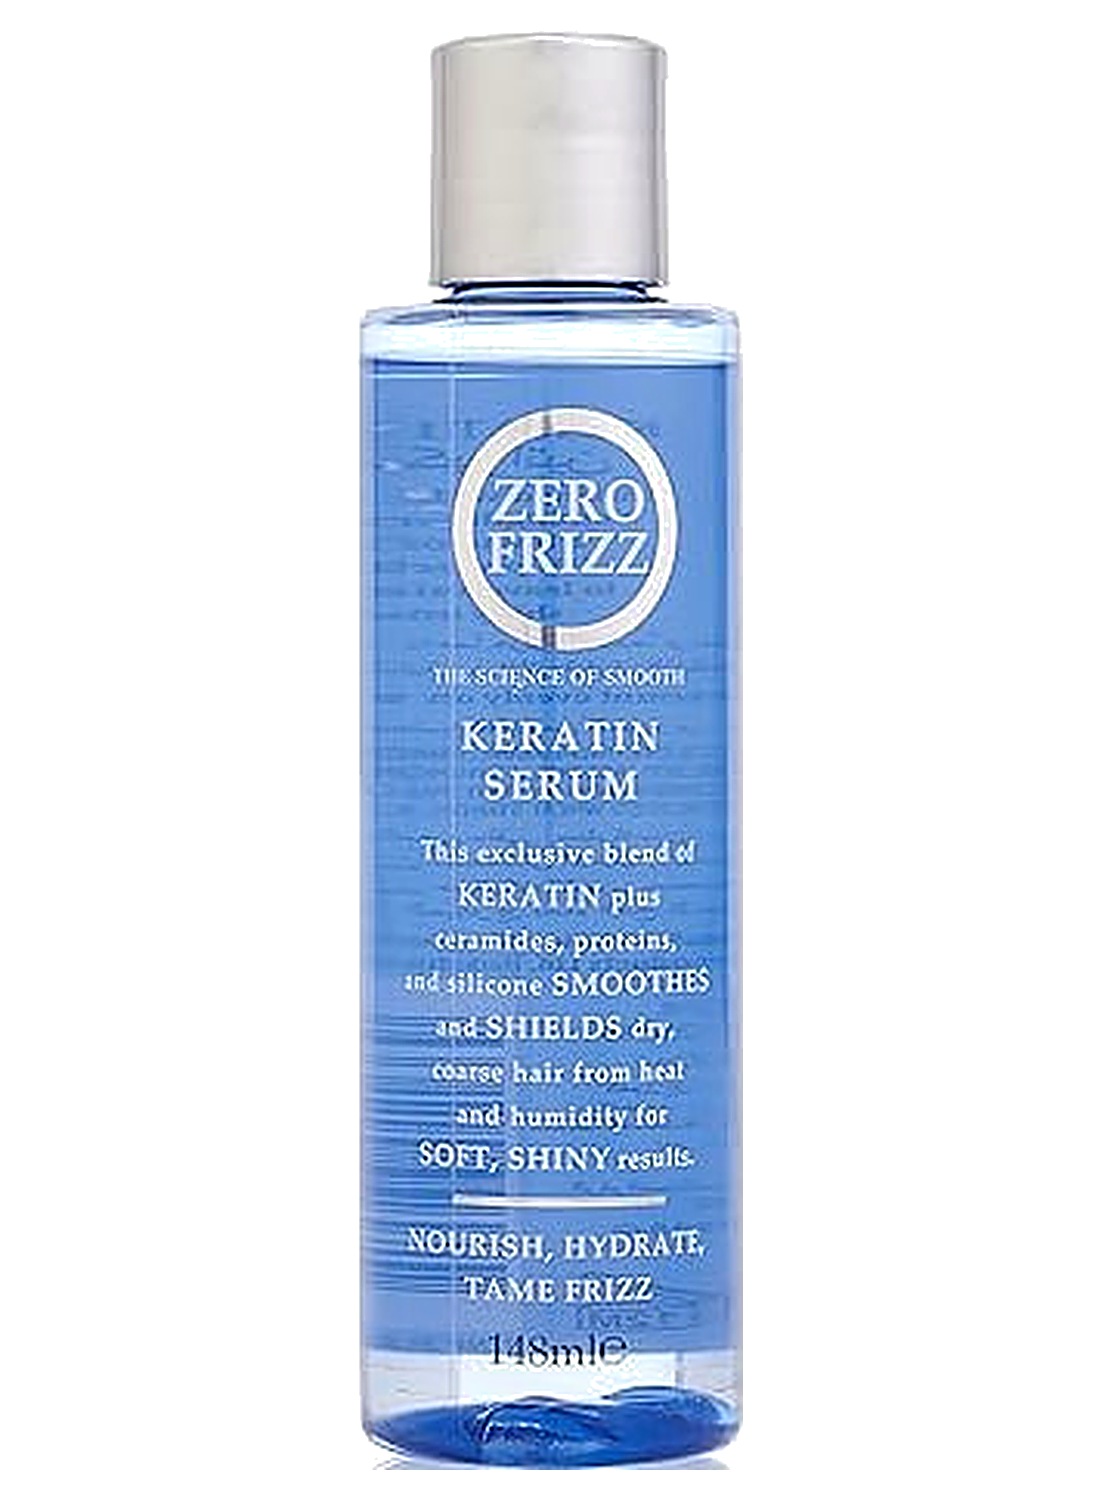 ZERO
FRIZZ
THE SCIENCE OF SMOOTH
KERATIN
SERUM
This exclusive blend of
KERATIN plus
ceramides, proteins,
and silicone SMOOTHES
and SHIELDS dry,
coarse hair from heat
and humidity for
SOFT, SHINY results.
NOURISH, HYDRATE,
TAME FRIZZ
148ml℮